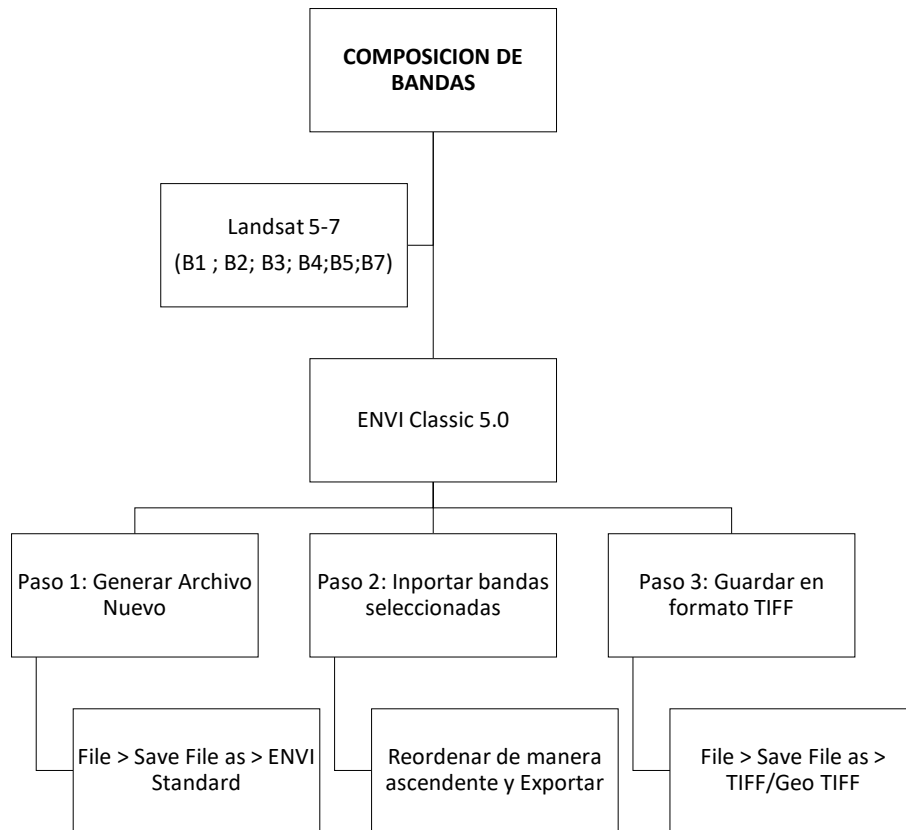 COMPOSICION DE
BANDAS
Landsat 5-7
(B1 ; B2; B3; B4;B5;B7)
ENVI Classic 5.0
Paso 1: Generar Archivo
Nuevo
File > Save File as > ENVI
Standard
Paso 2: Inportar bandas
seleccionadas
Reordenar de manera
ascendente y Exportar
Paso 3: Guardar en
formato TIFF
File > Save File as >
TIFF/Geo TIFF